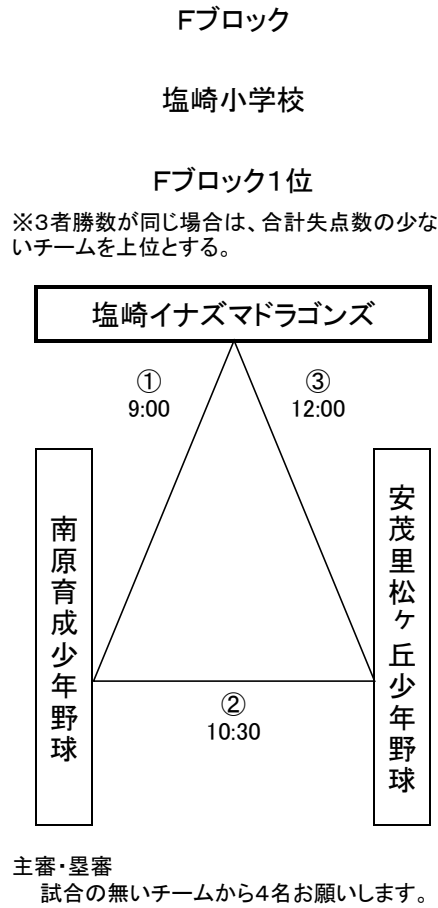 Fブロック
塩崎小学校
Fブロック１位
※３者勝数が同じ場合は、合計失点数の少な
いチームを上位とする。
塩崎イナズマドラゴンズ
①
9:00
③
12:00
南原育成少年野球
安茂里松ヶ丘少年野球
②
10:30
主審・塁審
試合の無いチームから４名お願いします。